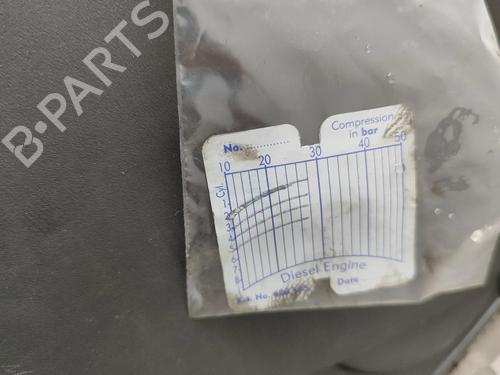 B-PARTS
Compression
in bar
No. ..............
10 20 30 40 50
Cyl.
1
2
3
4
5
6
7
8
Diesel Engine
Date